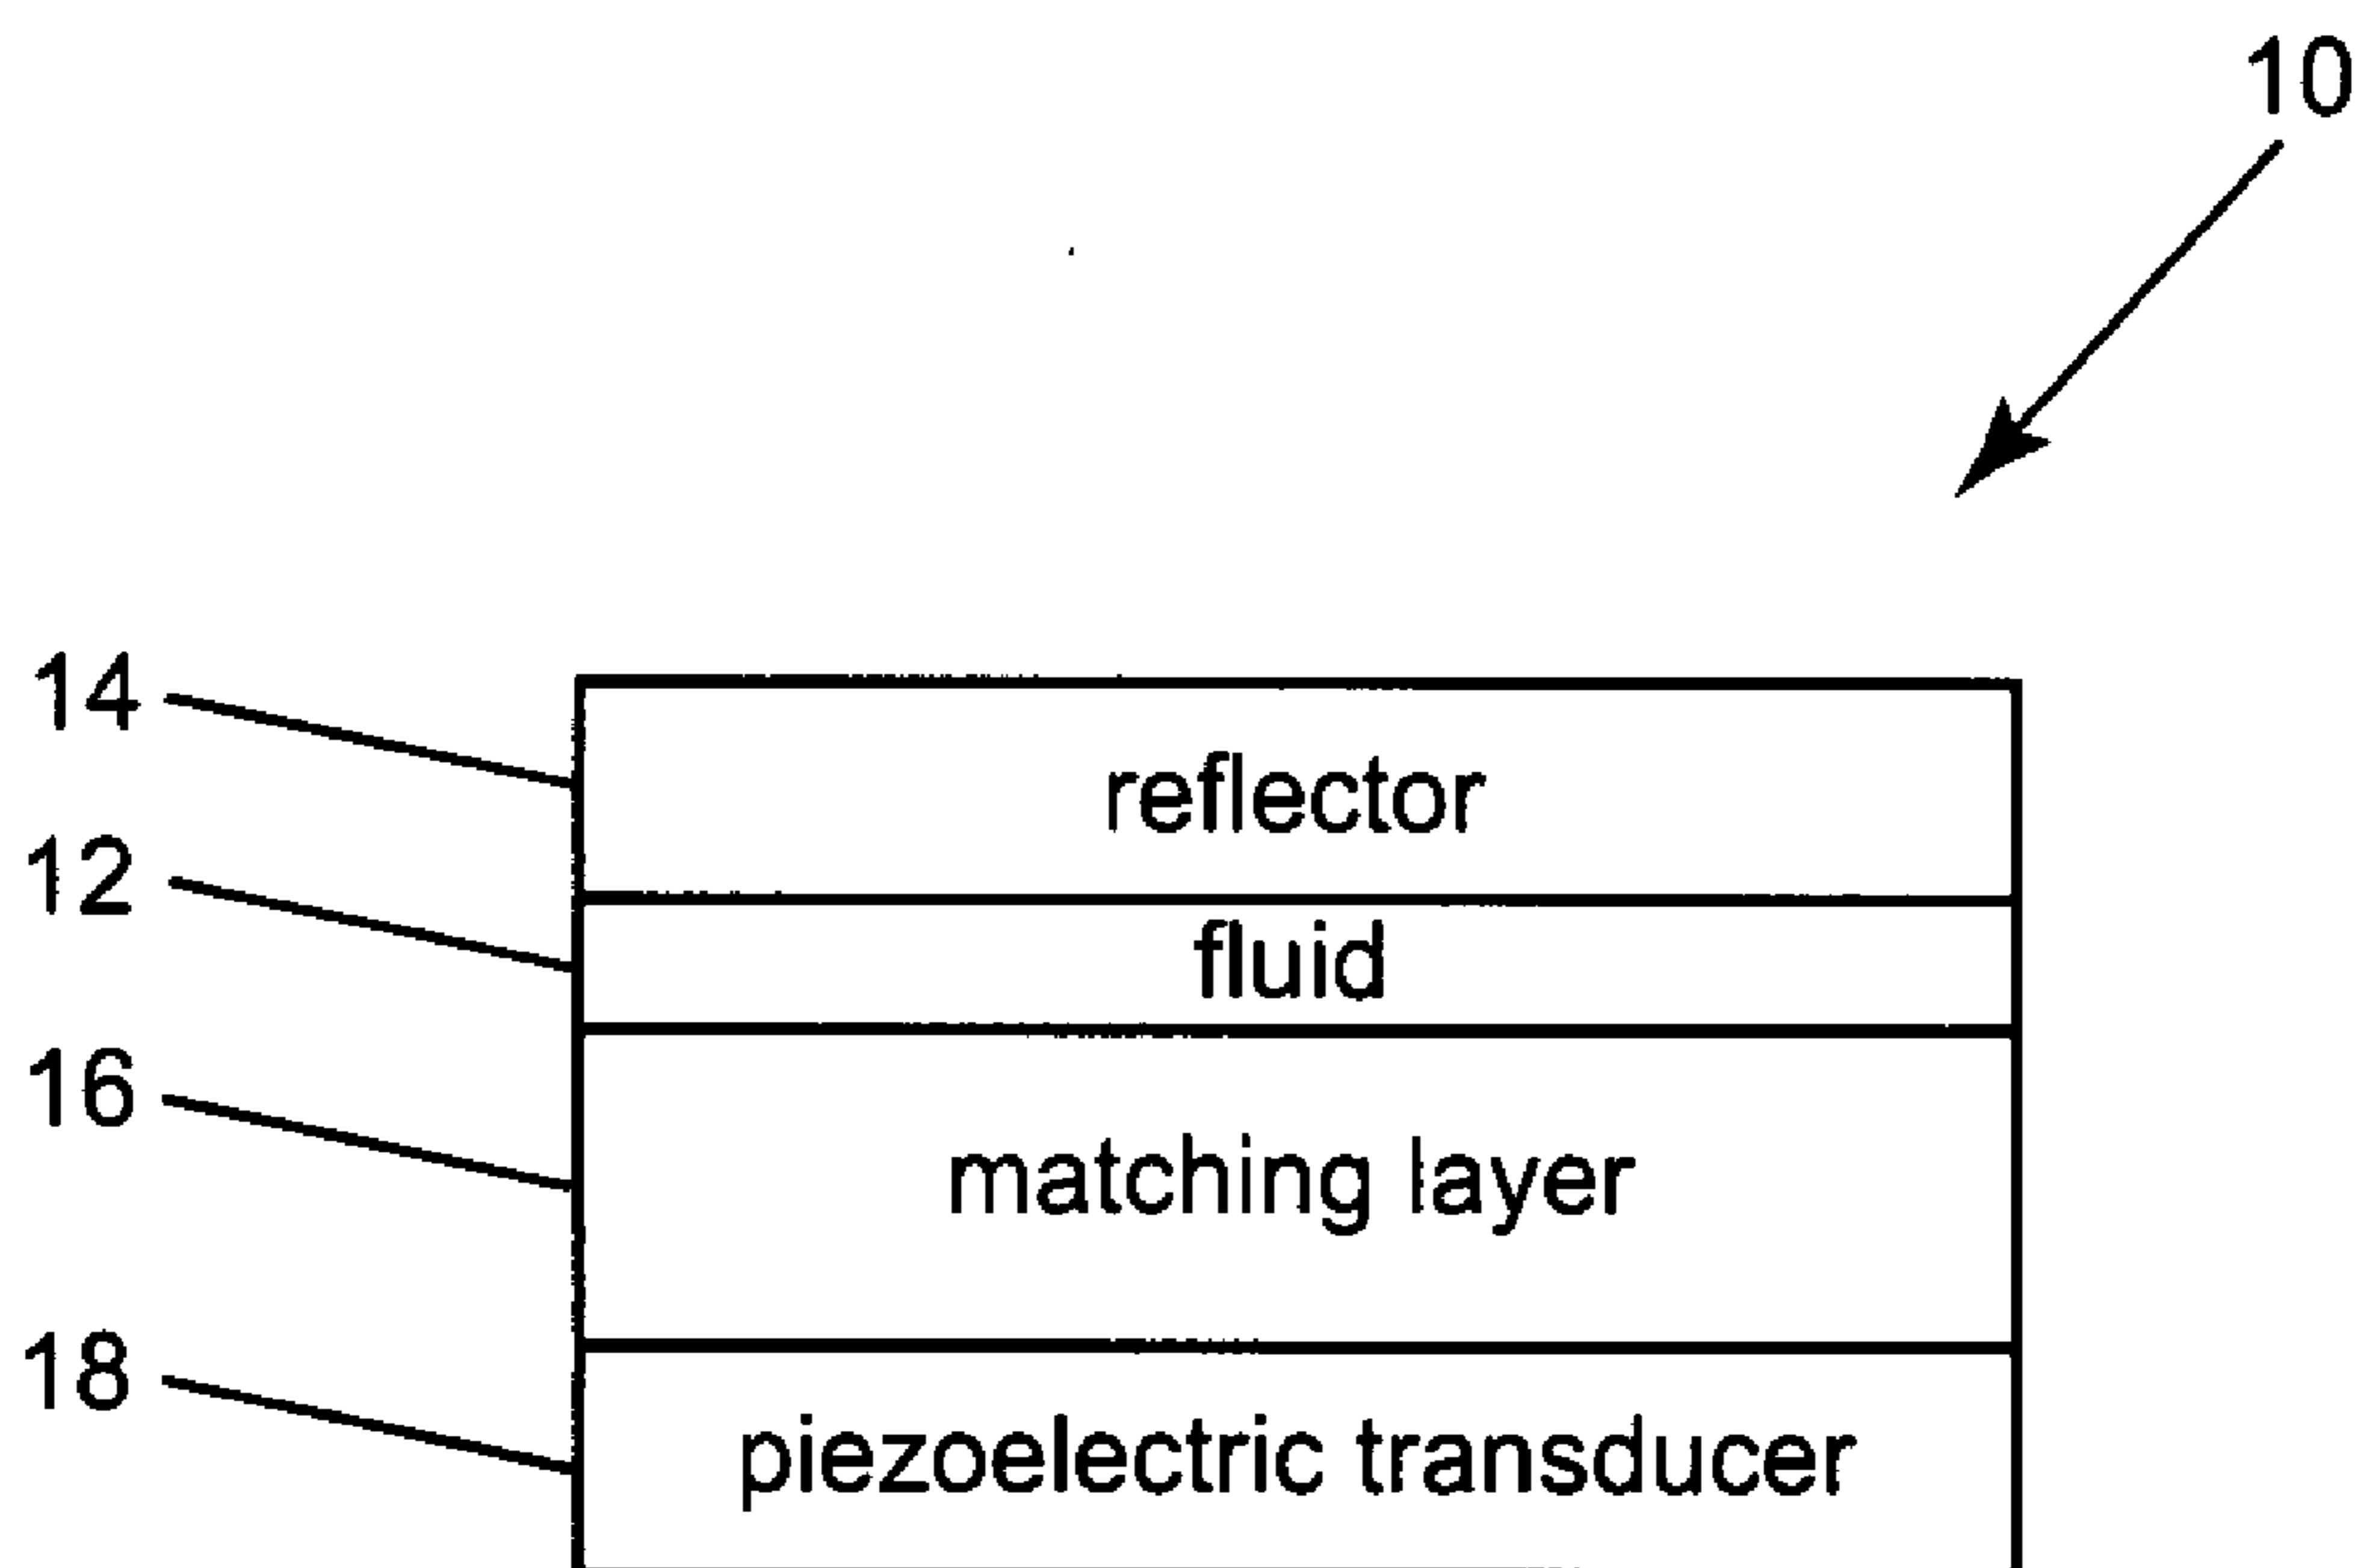 10
14
reflector
12
fluid
16
matching layer
18
piezoelectric transducer